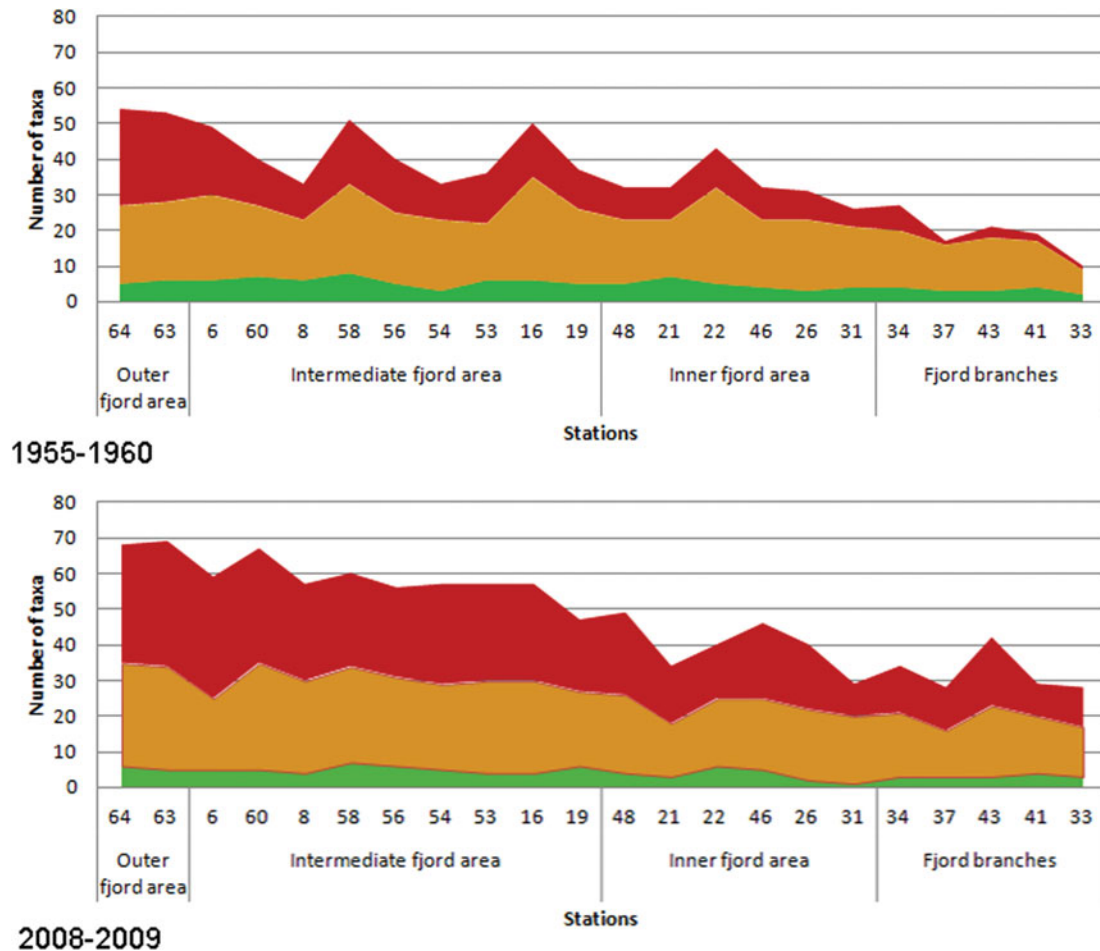 80
70
60
50
40
30
20
10
0
Number of taxa
64 63 6 60 8 58 56 54 53 16 19 48 21 22 46 26 31 34 37 43 41 33
Outer Intermediate fjord area Inner fjord area Fjord branches
fjord area
Stations
1955-1960
80
70
60
50
40
30
20
10
0
Number of taxa
64 63 6 60 8 58 56 54 53 16 19 48 21 22 46 26 31 34 37 43 41 33
Outer Intermediate fjord area Inner fjord area Fjord branches
fjord area
Stations
2008-2009